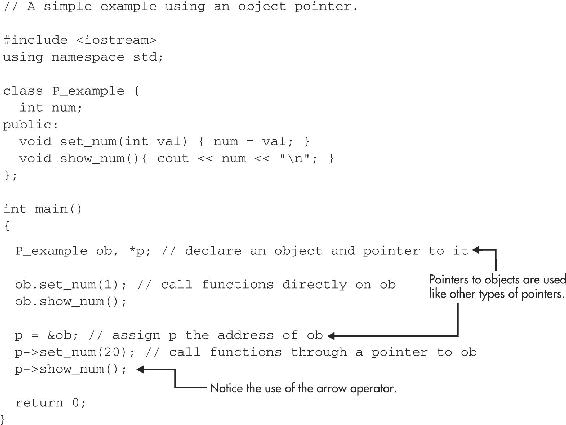 // A simple example using an object pointer.
#include <iostream>
using namespace std;
class P_example {
int num;
public:
void set_num(int val) { num = val; }
void show_num(){ cout << num << "\n"; }
};
int main()
{
P_example ob, *p; // declare an object and pointer to it
Pointers to objects are used
like other types of pointers.
ob.set_num(1); // call functions directly on ob
ob.show_num();
p = &ob; // assign p the address of ob
p->set_num(20); // call functions through a pointer to ob
p->show_num();
Notice the use of the arrow operator.
return 0;
}